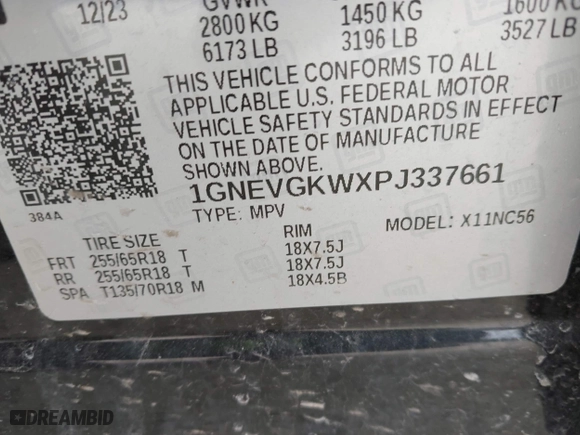 12/23 GVWR
2800 KG 1450 KG 1600 KG
6173 LB 3196 LB 3527 LB
THIS VEHICLE CONFORMS TO ALL
APPLICABLE U.S. FEDERAL MOTOR
VEHICLE SAFETY STANDARDS IN EFFECT
ON THE DATE OF MANUFACTURE
SHOWN ABOVE.
1GNEVGKWXPJ337661
384A TYPE: MPV MODEL: X11NC56
TIRE SIZE RIM
FRT 255/65R18 T 18X7.5J
RR 255/65R18 T 18X7.5J
SPA T135/70R18 M 18X4.5B
DREAMBID